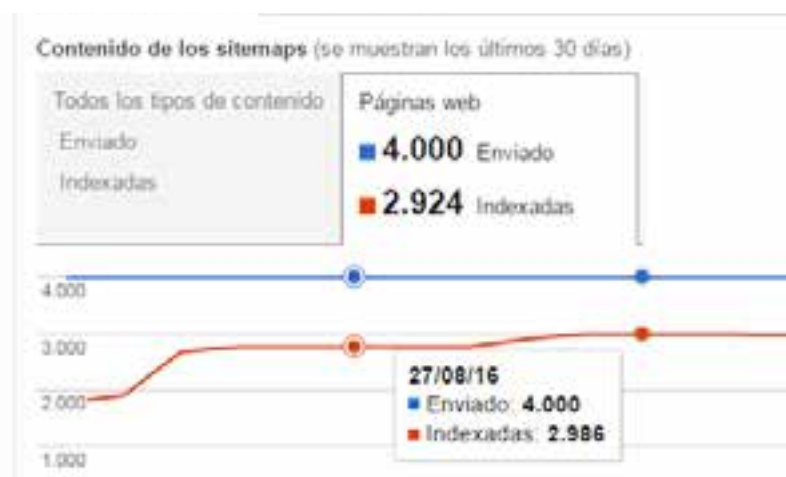 Contenido de los sitemaps (se muestran los últimos 30 días)
Todos los tipos de contenido
Enviado
Indexadas
Páginas web
4.000 Enviado
2.924 Indexadas
4.000
3.000
2.000
1.000
27/08/16
Enviado: 4.000
Indexadas: 2.986